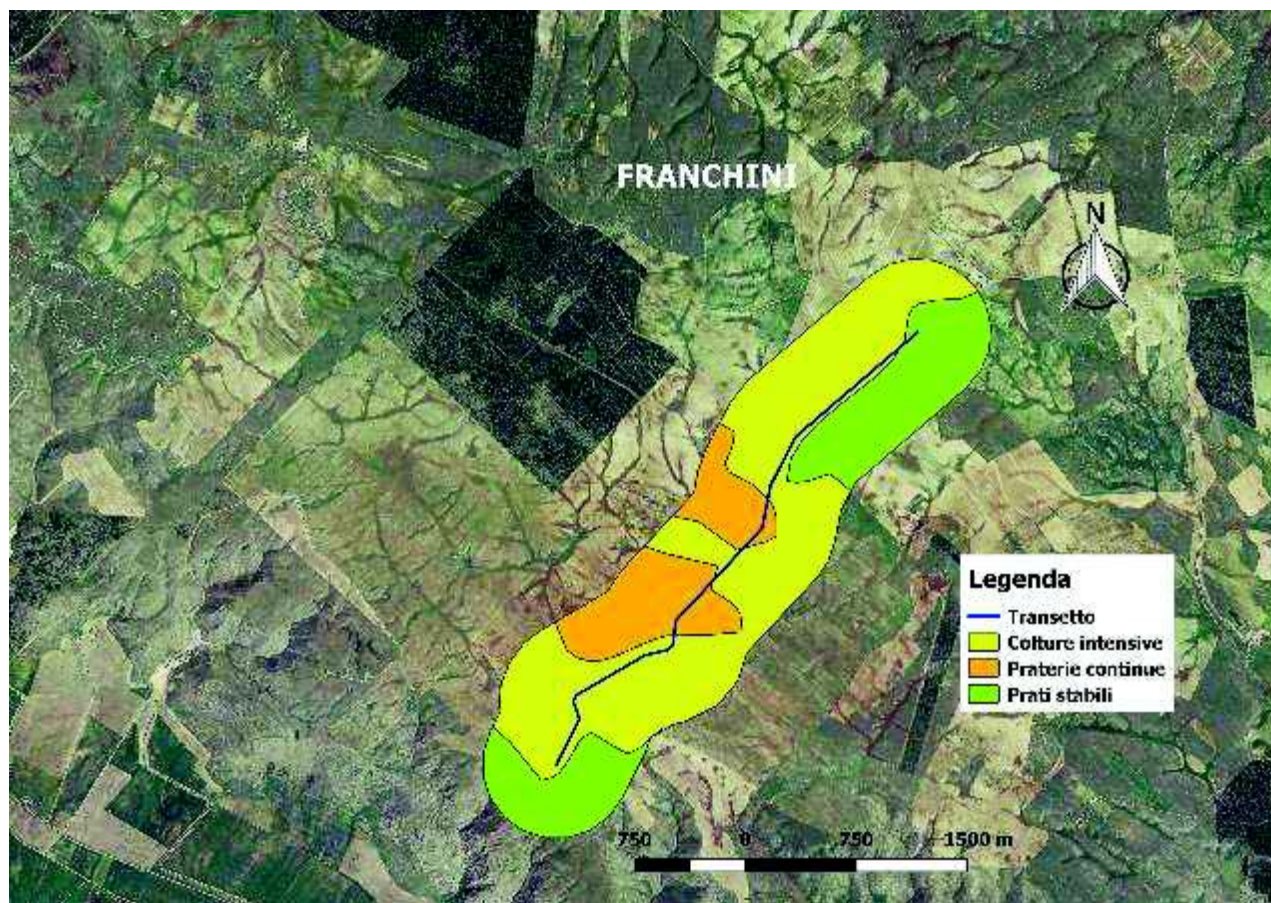 FRANCHINI
N
Legenda
Transetto
Colture intensive
Praterie continue
Prati stabili
750 0 750 1500 m